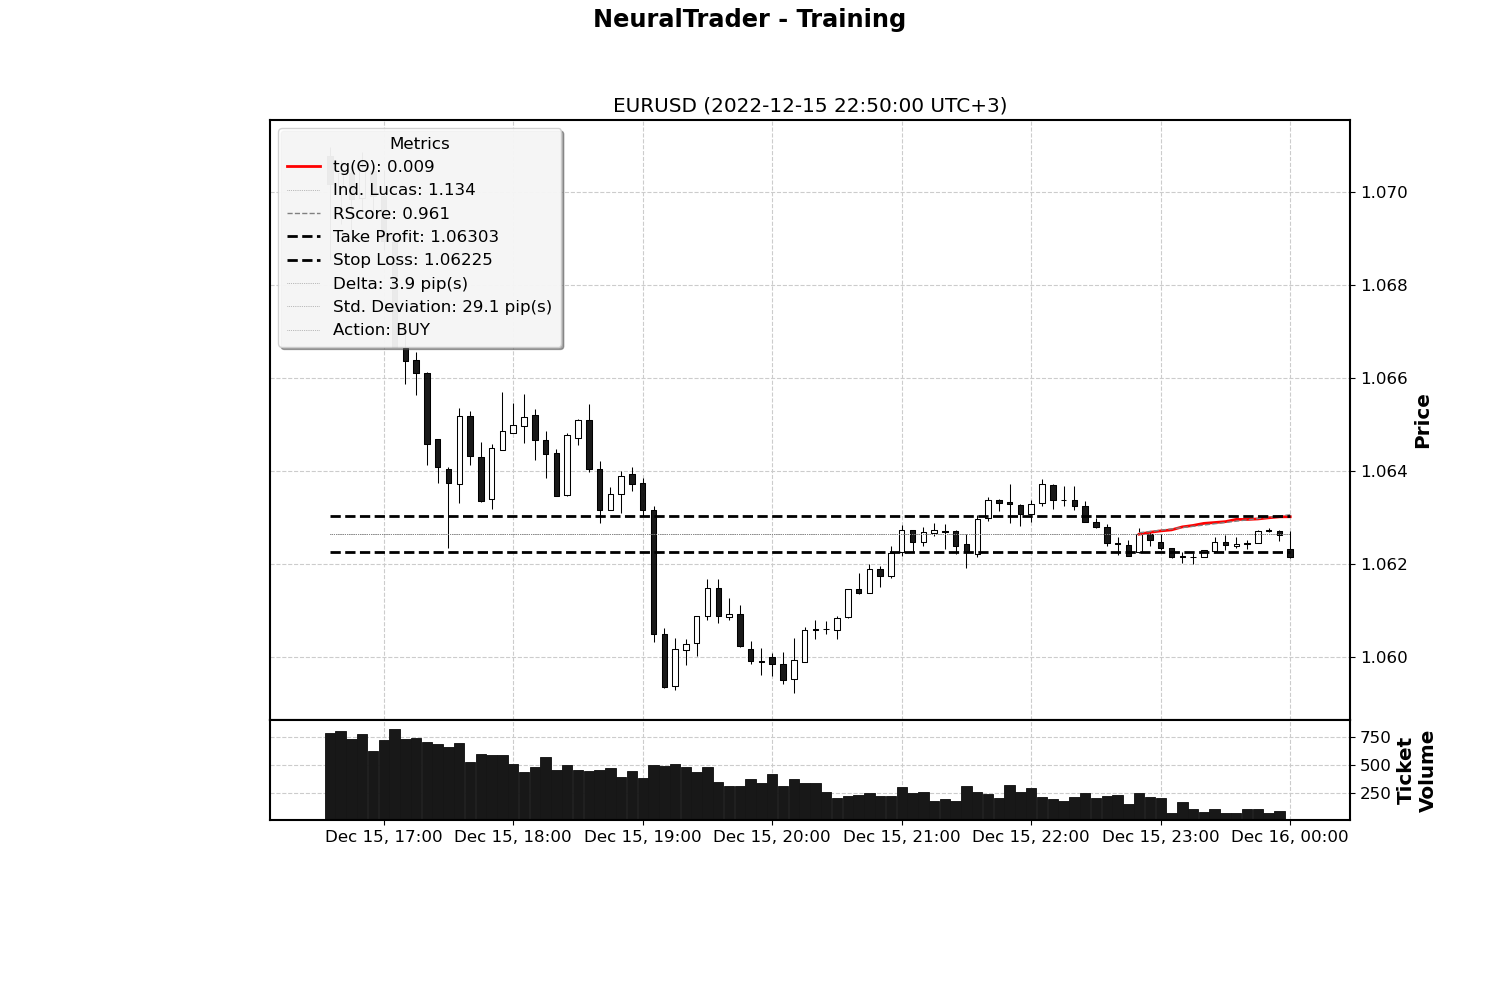 NeuralTrader - Training
EURUSD (2022-12-15 22:50:00 UTC+3)
Metrics
tg(Θ): 0.009
Ind. Lucas: 1.134
RScore: 0.961
Take Profit: 1.06303
Stop Loss: 1.06225
Delta: 3.9 pip(s)
Std. Deviation: 29.1 pip(s)
Action: BUY
1.070
1.068
1.066
1.064
1.062
1.060
Price
750
500
250
Ticket
Volume
Dec 15, 17:00 Dec 15, 18:00 Dec 15, 19:00 Dec 15, 20:00 Dec 15, 21:00 Dec 15, 22:00 Dec 15, 23:00 Dec 16, 00:00